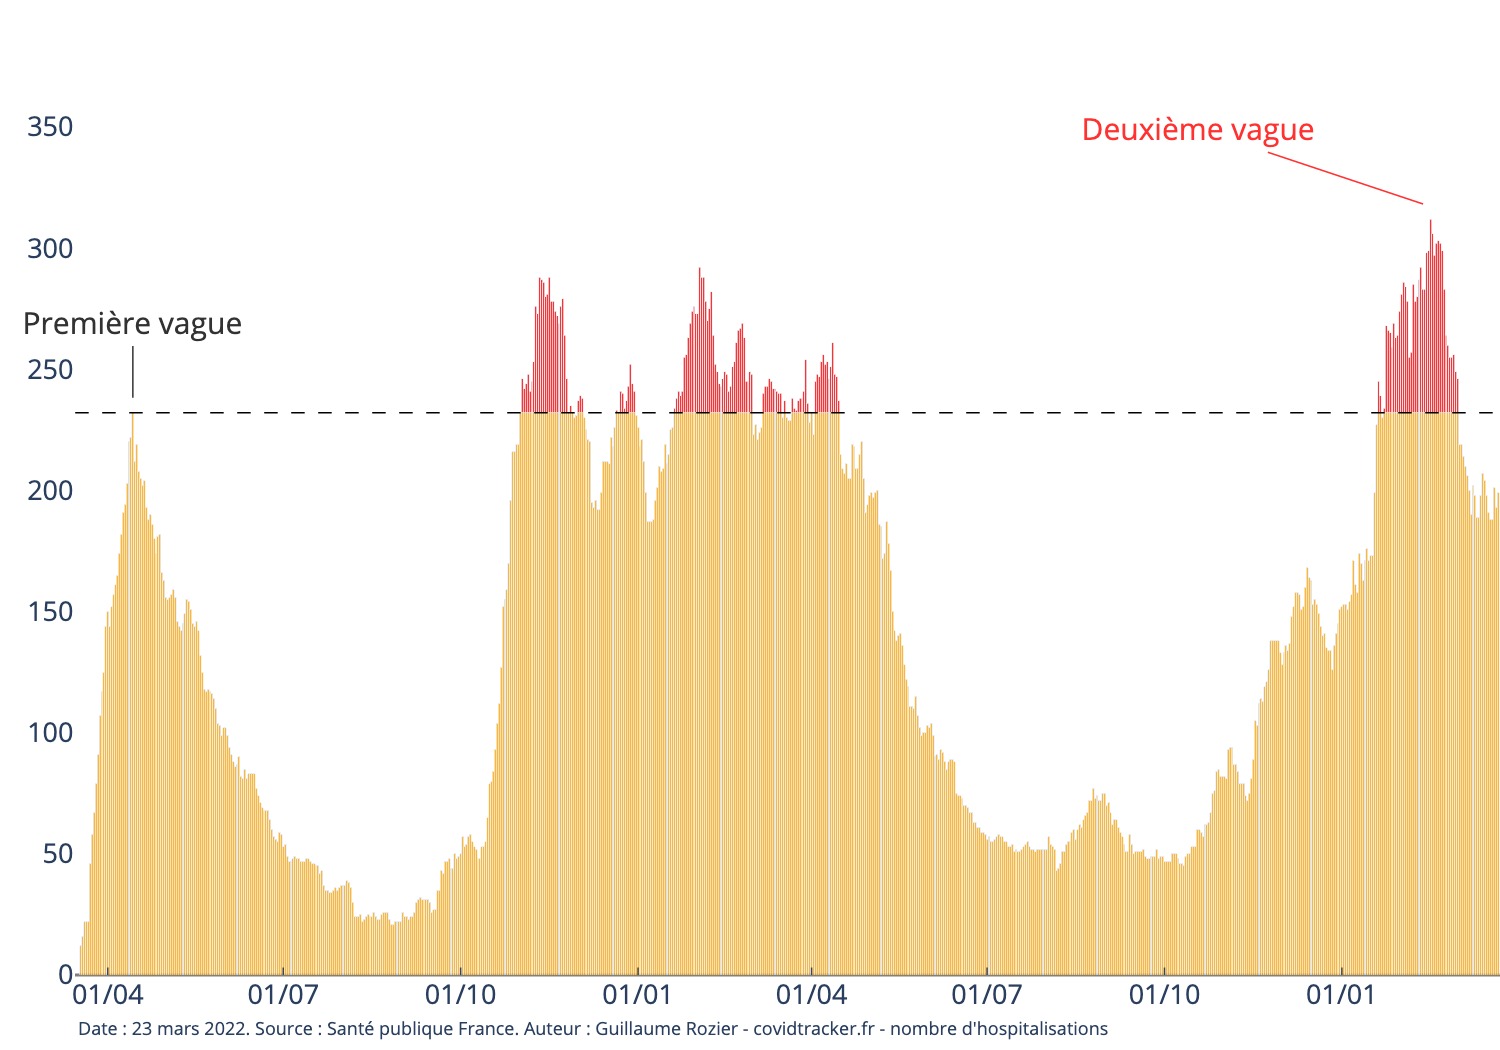 350
Deuxième vague
300
Première vague
250
200
150
100
50
0
01/04 01/07 01/10 01/01 01/04 01/07 01/10 01/01
Date : 23 mars 2022. Source : Santé publique France. Auteur : Guillaume Rozier - covidtracker.fr - nombre d'hospitalisations